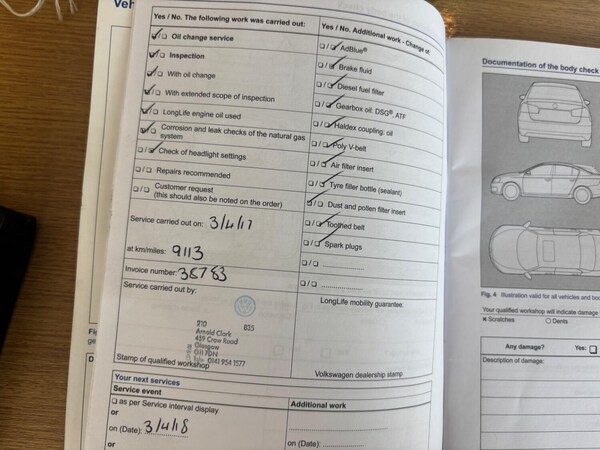 Veh
Yes / No. The following work was carried out:
Yes / No. Additional work - Change of:
Oil change service
AdBlue®
Inspection
Brake fluid
With oil change
Diesel fuel filter
With extended scope of inspection
Gearbox oil: DSG®, ATF
LongLife engine oil used
Haldex coupling: oil
Corrosion and leak checks of the natural gas
system
Poly V-belt
Check of headlight settings
Air filter insert
Repairs recommended
Tyre filler bottle (sealant)
Customer request
(this should also be noted on the order)
Dust and pollen filter insert
Service carried out on: 3/4/17
Toothed belt
at km/miles: 9113
Spark plugs
Invoice number: 36783
Service carried out by:
LongLife mobility guarantee:
210 835
Arnold Clark
459 Crow Road
Glasgow
G11 7DN
0141 954 1577
Stamp of qualified workshop
Volkswagen dealership stamp
Your next services
Service event
Additional work
as per Service interval display
or
on (Date): 3/4/18
on (Date):
or
Documentation of the body check
Fig. 4 Illustration valid for all vehicles and bod
Your qualified workshop will indicate damage
Scratches
Dents
Any damage? Yes:
Description of damage: